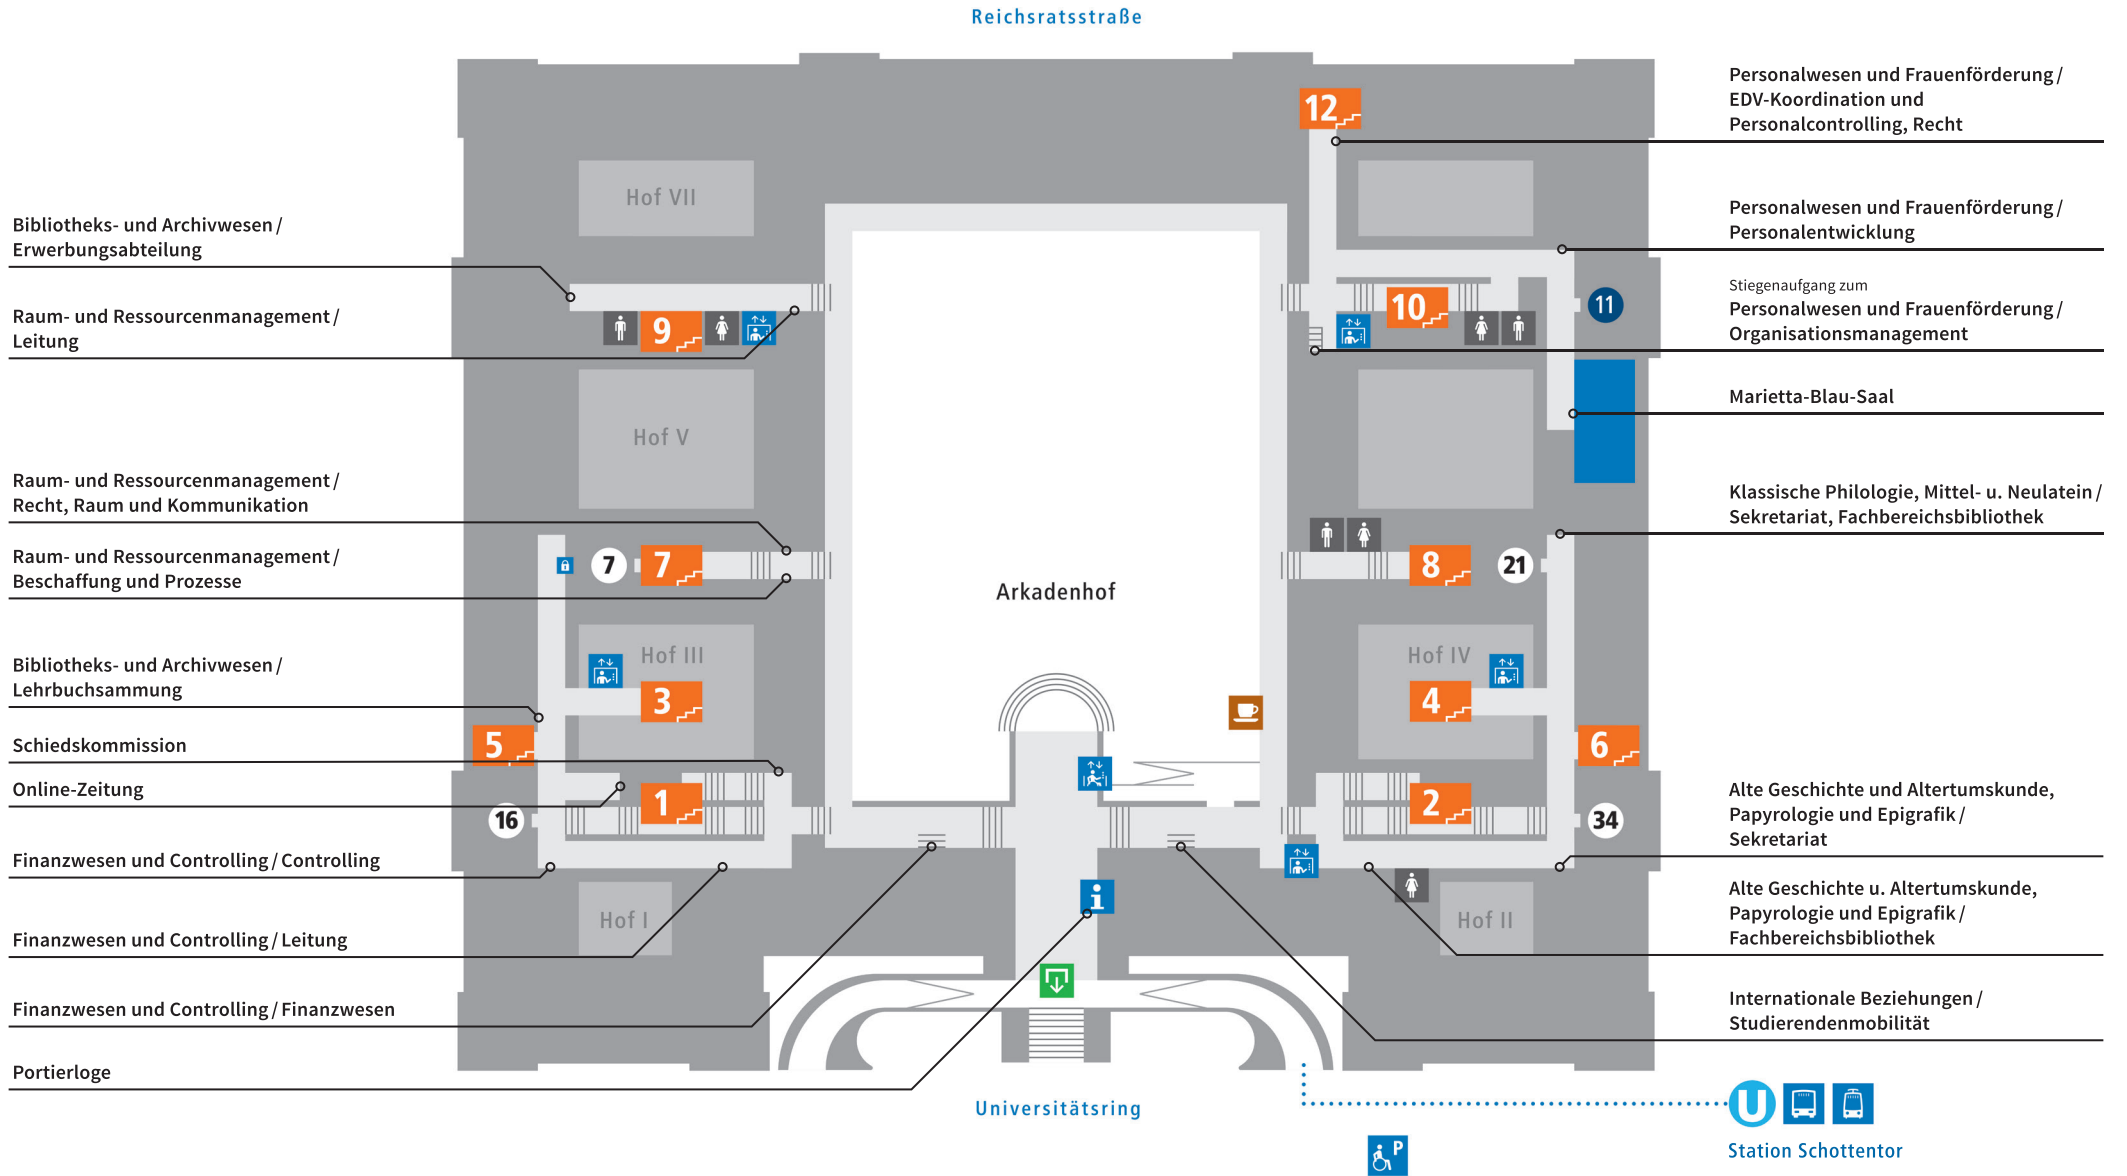 Reichsratsstraße
Bibliotheks- und Archivwesen /
Erwerbungsabteilung
Raum- und Ressourcenmanagement /
Leitung
Raum- und Ressourcenmanagement /
Recht, Raum und Kommunikation
Raum- und Ressourcenmanagement /
Beschaffung und Prozesse
Bibliotheks- und Archivwesen /
Lehrbuchsammung
Schiedskommission
Online-Zeitung
Finanzwesen und Controlling / Controlling
Finanzwesen und Controlling / Leitung
Finanzwesen und Controlling / Finanzwesen
Portierloge
12
Hof VII
9
10
11
Hof V
7
7
8
21
Arkadenhof
Hof III
Hof IV
3
4
5
6
1
2
16
34
i
Hof I
Hof II
Personalwesen und Frauenförderung /
EDV-Koordination und
Personalcontrolling, Recht
Personalwesen und Frauenförderung /
Personalentwicklung
Stiegenaufgang zum
Personalwesen und Frauenförderung /
Organisationsmanagement
Marietta-Blau-Saal
Klassische Philologie, Mittel- u. Neulatein /
Sekretariat, Fachbereichsbibliothek
Alte Geschichte und Altertumskunde,
Papyrologie und Epigrafik /
Sekretariat
Alte Geschichte u. Altertumskunde,
Papyrologie und Epigrafik /
Fachbereichsbibliothek
Internationale Beziehungen /
Studierendenmobilität
Universitätsring
U
Station Schottentor
P